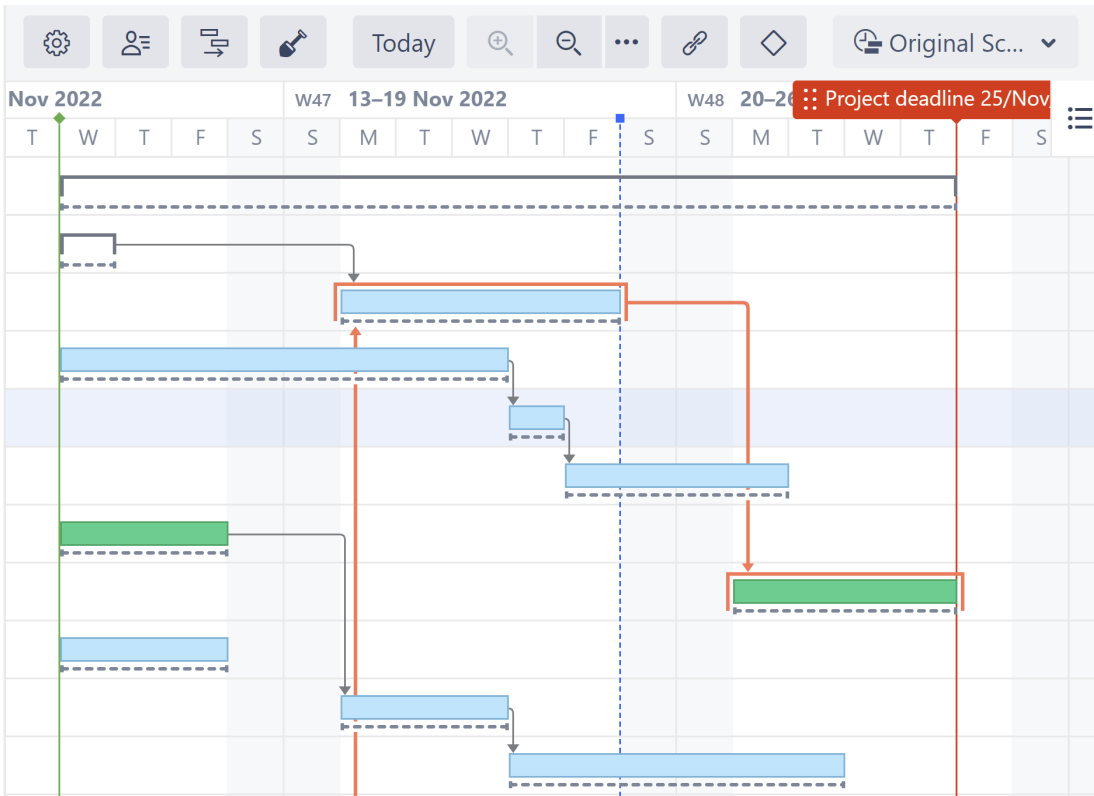 Today Original Sc...
Nov 2022 W47 13–19 Nov 2022 W48 20–26 Project deadline 25/Nov/
T W T F S S M T W T F S S M T W T F S